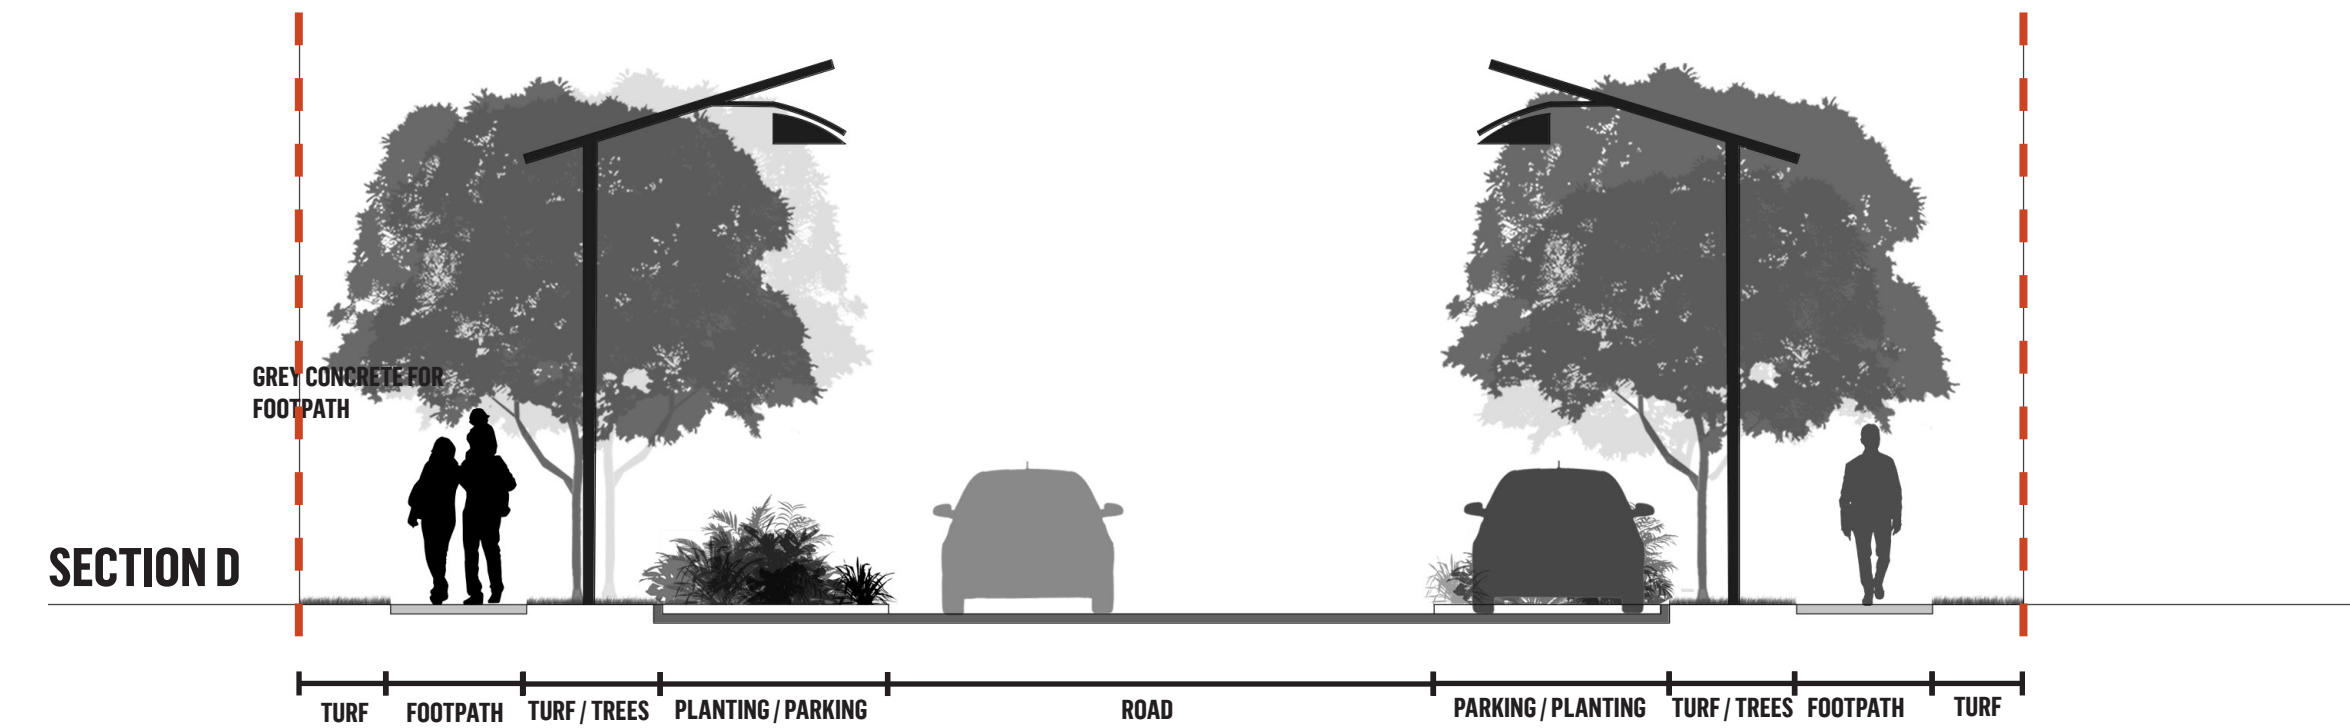 GREY CONCRETE FOR
FOOTPATH
SECTION D
TURF
FOOTPATH
TURF / TREES
PLANTING / PARKING
ROAD
PARKING / PLANTING
TURF / TREES
FOOTPATH
TURF